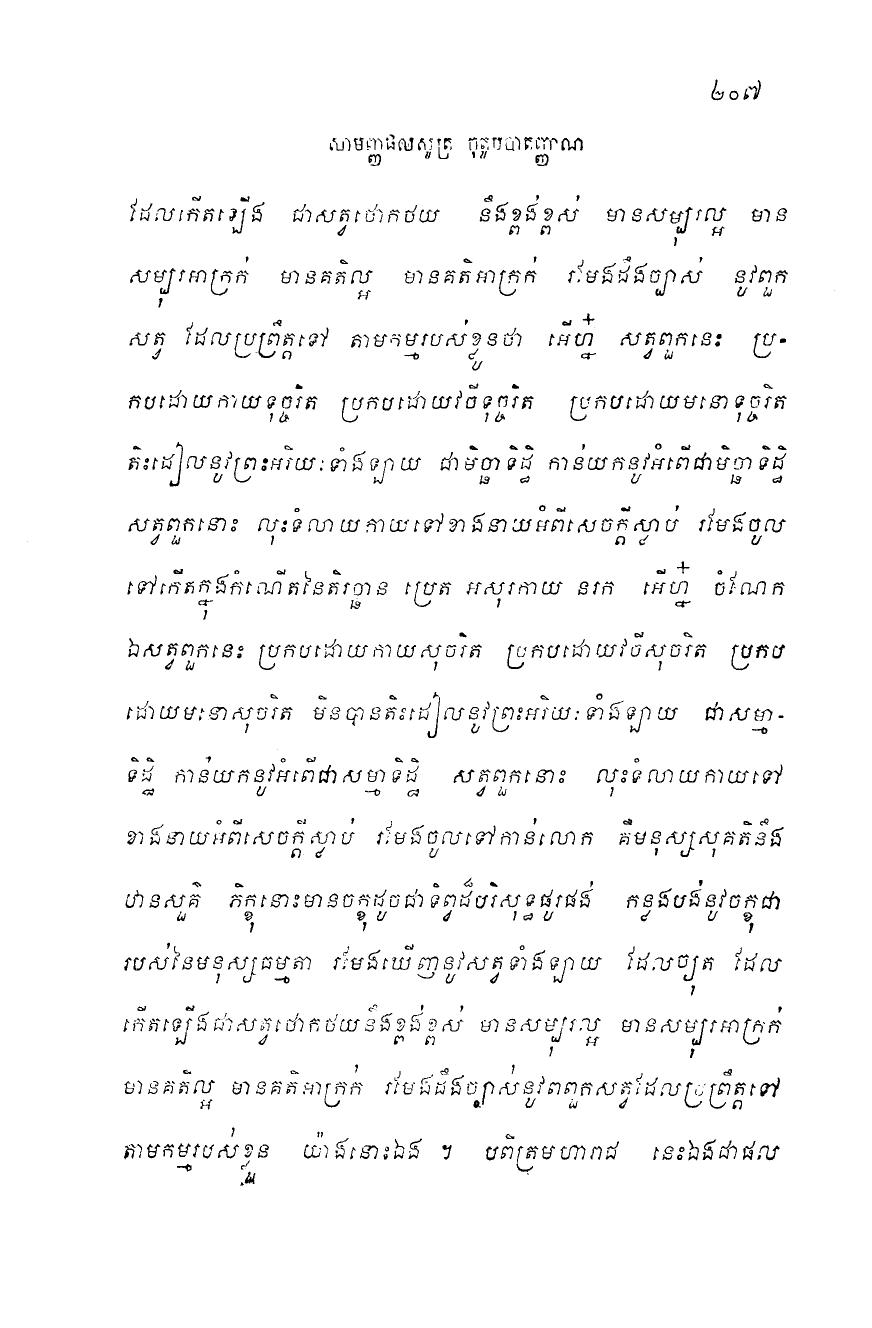 ២០៧
សាមញ្ញផលសូត្រ ចុតូបបាតញ្ញាណ
ដែលកើតឡើង ជាសត្វថោកថយ នឹងខ្ពង់ខ្ពស់ មានសម្បុរល្អ មាន
សម្បុរអាក្រក់ មានគតិល្អ មានគតិអាក្រក់ រមែងដឹងច្បាស់ នូវពួក
សត្វ ដែលប្រព្រឹត្តទៅ តាមកម្មរបស់ខ្លួនថា អើហ្ន៎ សត្វពួកនេះ ប្រ-
កបដោយកាយទុច្ចរិត ប្រកបដោយវចីទុច្ចរិត ប្រកបដោយមនោទុច្ចរិត
តិះដៀលនូវព្រះអរិយៈទាំងឡាយ ជាមិច្ឆាទិដ្ឋិ កាន់យកនូវអំពើជាមិច្ឆាទិដ្ឋិ
សត្វពួកនោះ លុះទំលាយកាយទៅខាងនាយអំពីសេចក្តីស្លាប់ រមែងចូល
ទៅកើតក្នុងកំណើតនៃតិរច្ឆាន ប្រេត អសុរកាយ នរក អើហ្ន៎ ចំណែក
ឯសត្វពួកនេះ ប្រកបដោយកាយសុចរិត ប្រកបដោយវចីសុចរិត ប្រកប
ដោយមនោសុចរិត មិនបានតិះដៀលនូវព្រះអរិយៈទាំងឡាយ ជាសម្មា-
ទិដ្ឋិ កាន់យកនូវអំពើជាសម្មាទិដ្ឋិ សត្វពួកនោះ លុះទំលាយកាយទៅ
ខាងនាយអំពីសេចក្តីស្លាប់ រមែងចូលទៅកាន់លោក គឺមនុស្សសុគតិនឹង
ឋានសួគ៌ ភិក្ខុនោះមានចក្ខុដូចជាទិព្វដ៏បរិសុទ្ធផូរផង់ កន្លងបង់នូវចក្ខុជា
របស់នៃមនុស្សធម្មតា រមែងឃើញនូវសត្វទាំងឡាយ ដែលច្យុត ដែល
កើតឡើងជាសត្វថោកថយនឹងខ្ពង់ខ្ពស់ មានសម្បុរល្អ មានសម្បុរអាក្រក់
មានគតិល្អ មានគតិអាក្រក់ រមែងដឹងច្បាស់នូវពពួកសត្វដែលប្រព្រឹត្តទៅ
តាមកម្មរបស់ខ្លួន យ៉ាងនោះឯង ។ បពិត្រមហារាជ នេះឯងជាផល